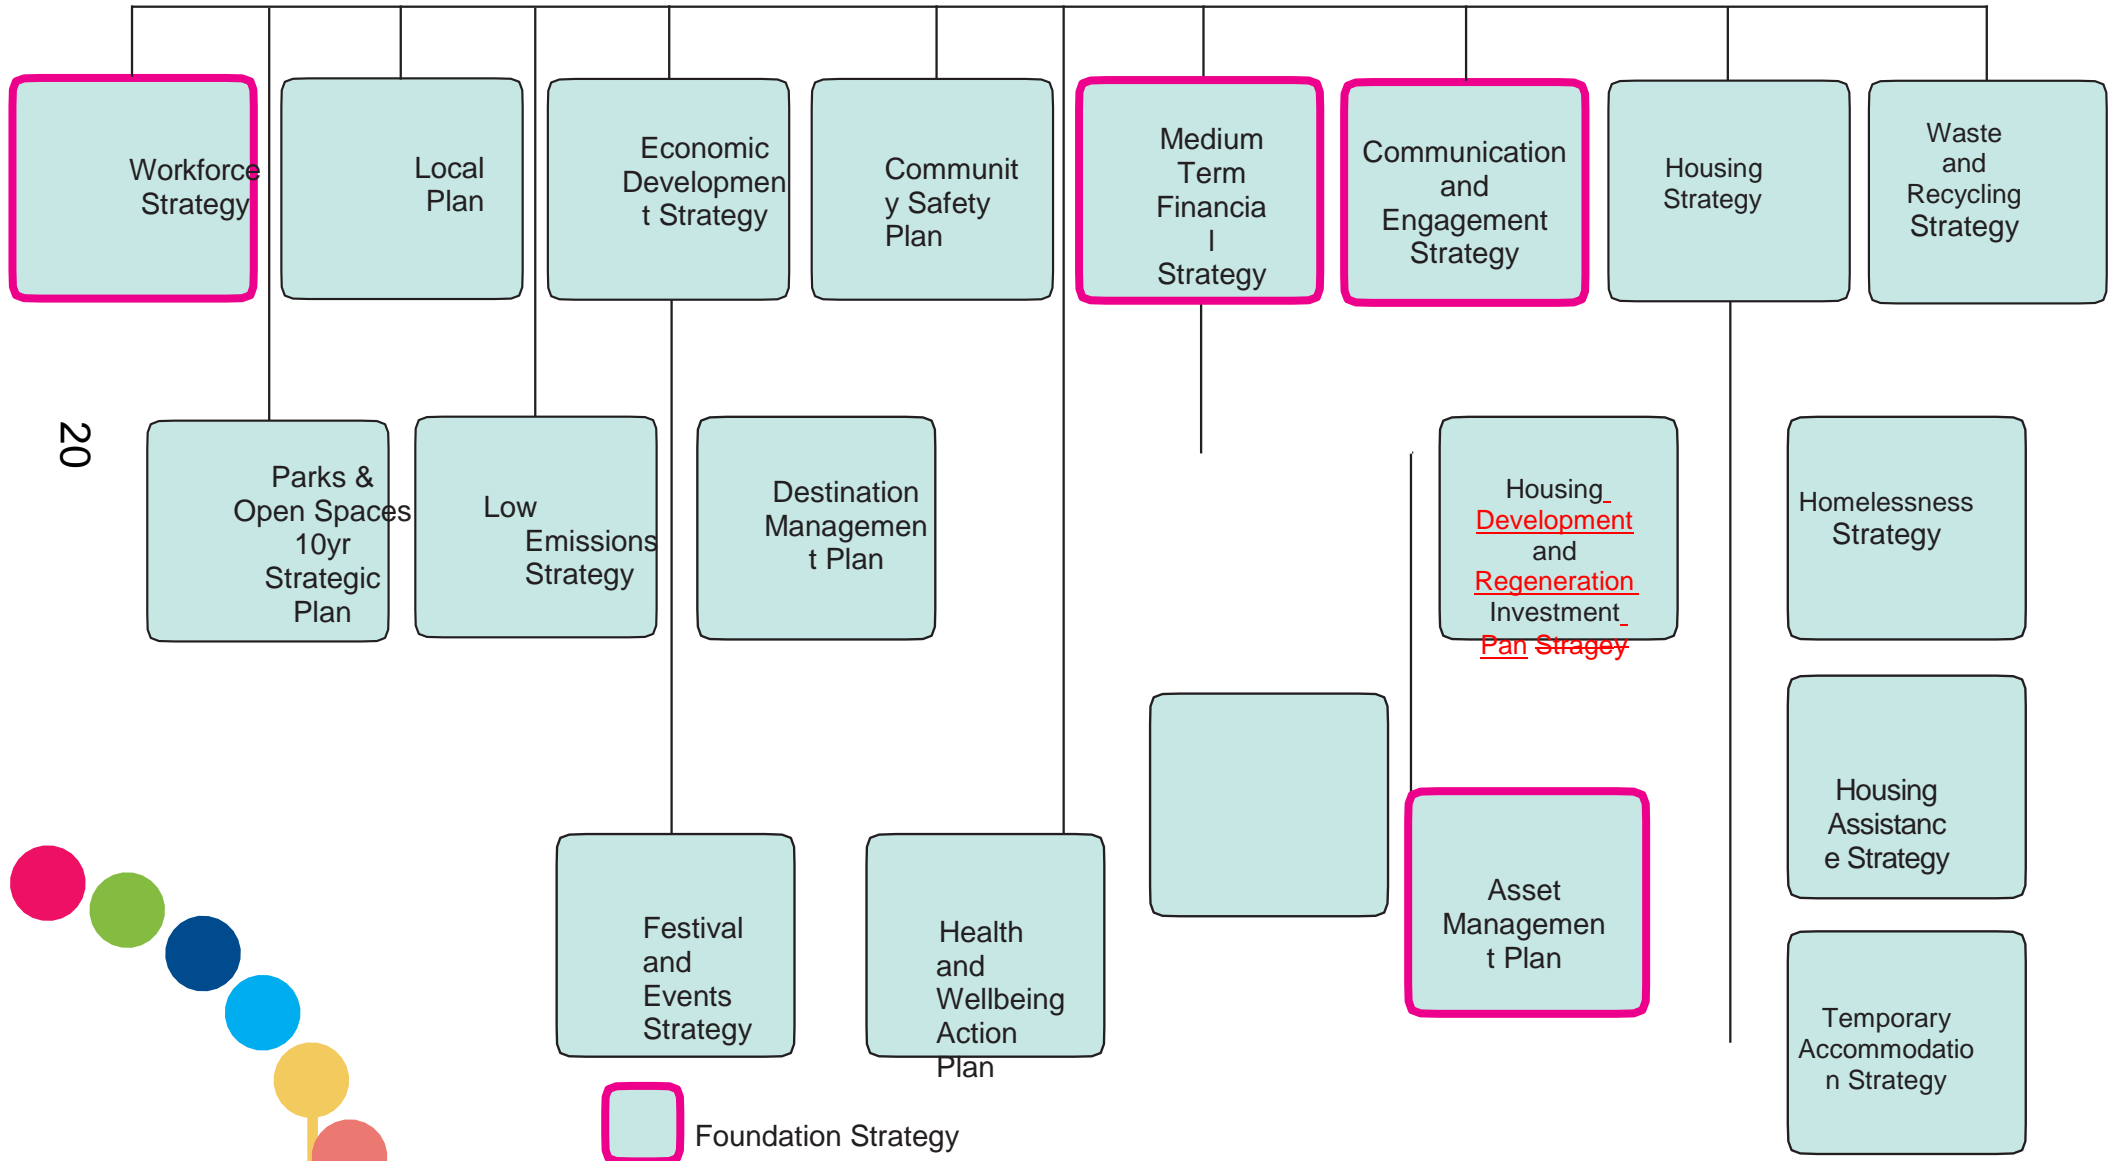 Workforce
Strategy
Local
Plan
Economic
Developmen
t Strategy
Communit
y Safety
Plan
Medium
Term
Financia
l
Strategy
Communication
and
Engagement
Strategy
Housing
Strategy
Waste
and
Recycling
Strategy
20
Parks &
Open Spaces
10yr
Strategic
Plan
Low
Emissions
Strategy
Destination
Managemen
t Plan
Housing
Development
and
Regeneration
Investment
Pan Stragey
Homelessness
Strategy
Housing
Assistanc
e Strategy
Festival
and
Events
Strategy
Health
and
Wellbeing
Action
Plan
Asset
Managemen
t Plan
Temporary
Accommodatio
n Strategy
Foundation Strategy